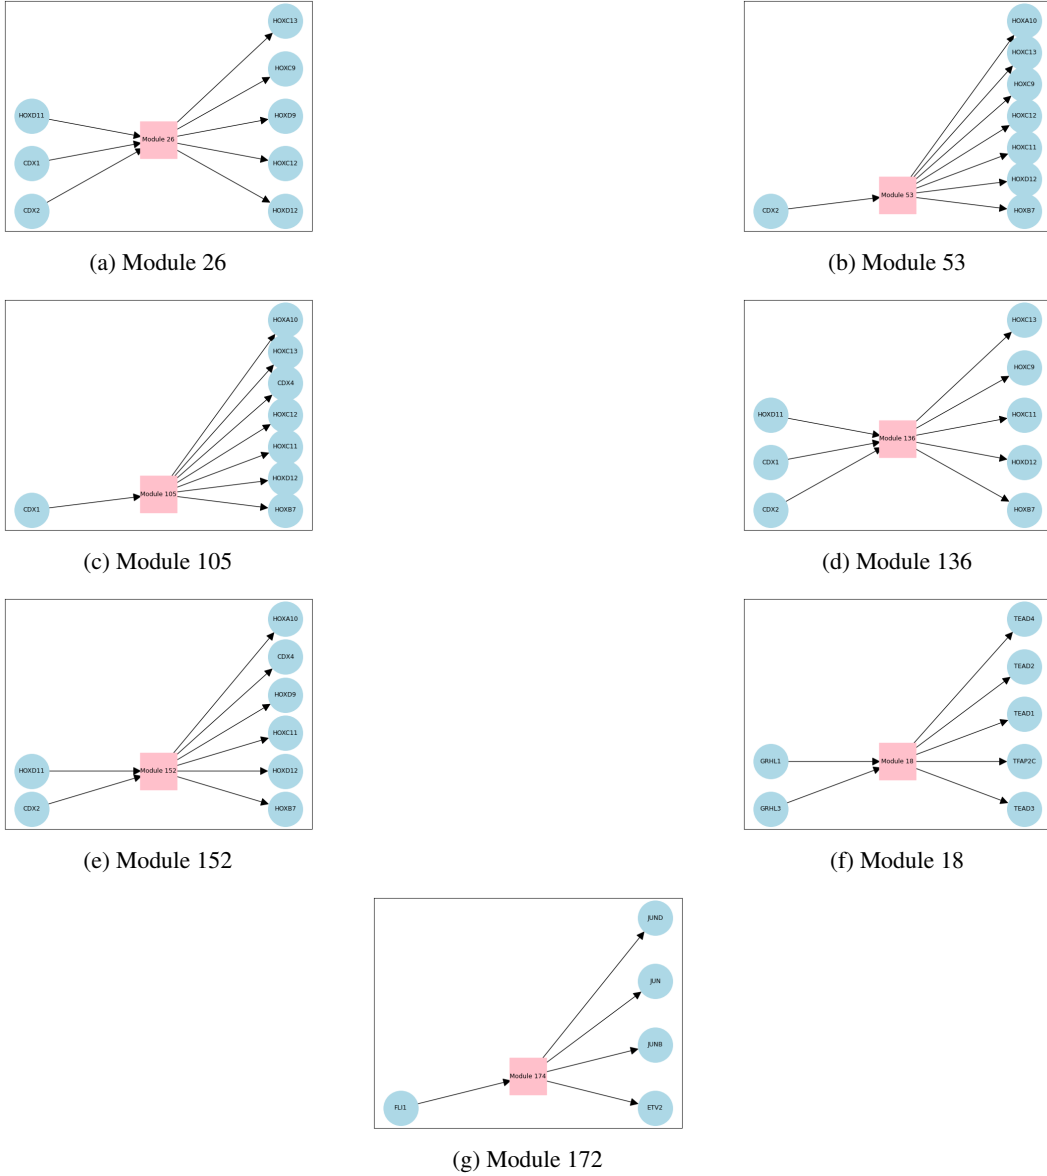 HOXC13
HOXC9
HOXD11
HOXD9
Module 26
CDX1
HOXC12
CDX2
HOXD12
(a) Module 26
HOXA10
HOXC13
HOXC9
HOXC12
HOXC11
HOXD12
Module 53
CDX2
HOXB7
(b) Module 53
HOXA10
HOXC13
CDX4
HOXC12
HOXC11
HOXD12
Module 105
CDX1
HOXB7
(c) Module 105
HOXC13
HOXC9
HOXD11
HOXC11
Module 136
CDX1
HOXD12
CDX2
HOXB7
(d) Module 136
HOXA10
CDX4
HOXD9
HOXC11
HOXD11
Module 152
HOXD12
CDX2
HOXB7
(e) Module 152
TEAD4
TEAD2
TEAD1
GRHL1
Module 18
TFAP2C
GRHL3
TEAD3
(f) Module 18
JUND
JUN
JUNB
Module 174
FLI1
ETV2
(g) Module 172